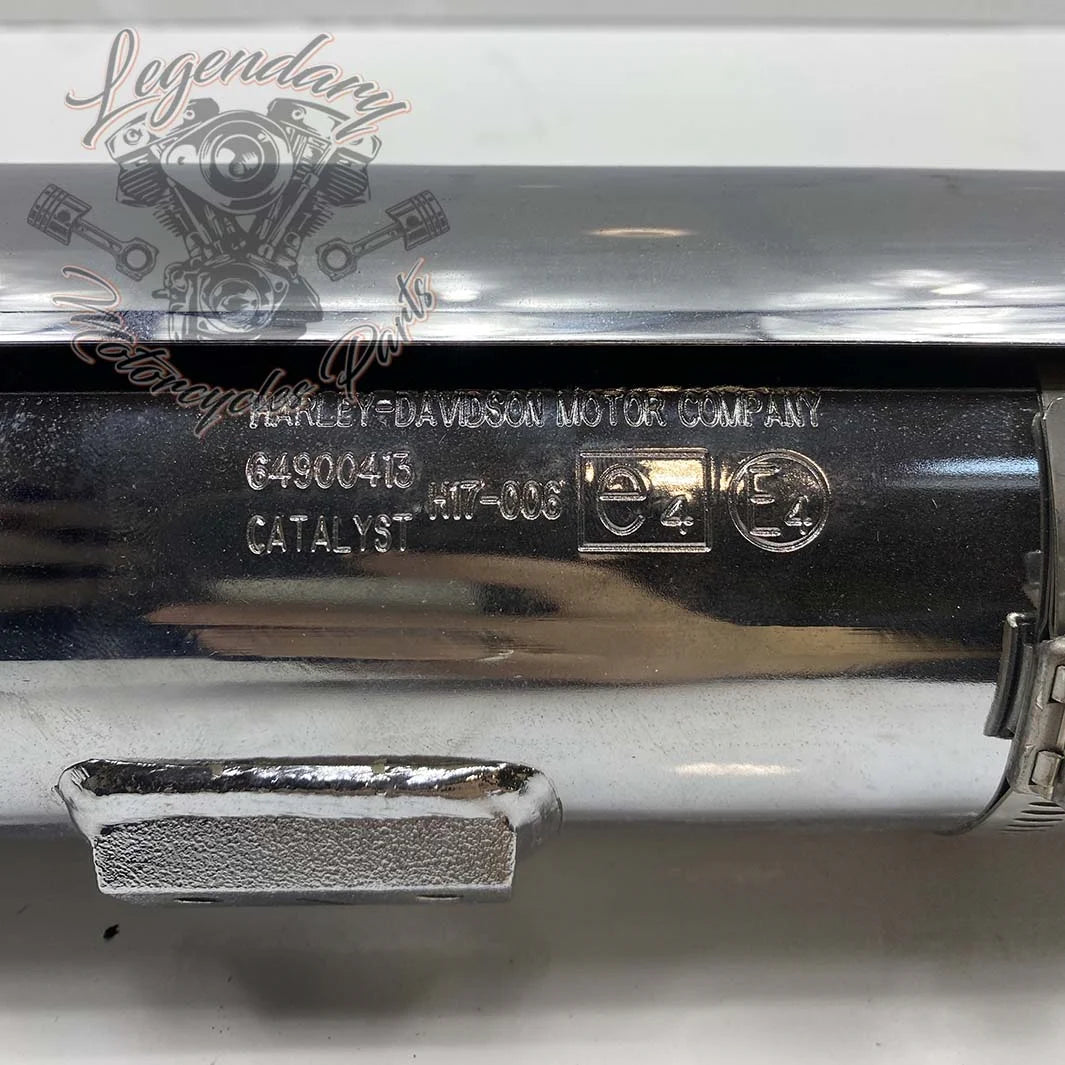 Legendary
Motorcycles Parts
HARLEY-DAVIDSON MOTOR COMPANY
64900413
H17-006
e4
E4
CATALYST